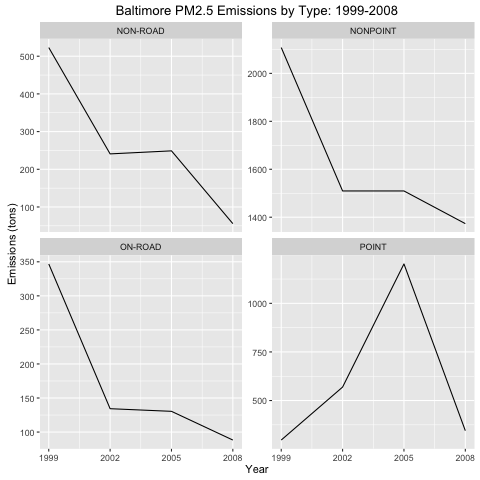 Baltimore PM2.5 Emissions by Type: 1999-2008
NON-ROAD
NONPOINT
500
400
300
200
100
2000
1800
1600
1400
Emissions (tons)
ON-ROAD
POINT
350
300
250
200
150
100
1000
750
500
1999 2002 2005 2008
1999 2002 2005 2008
Year